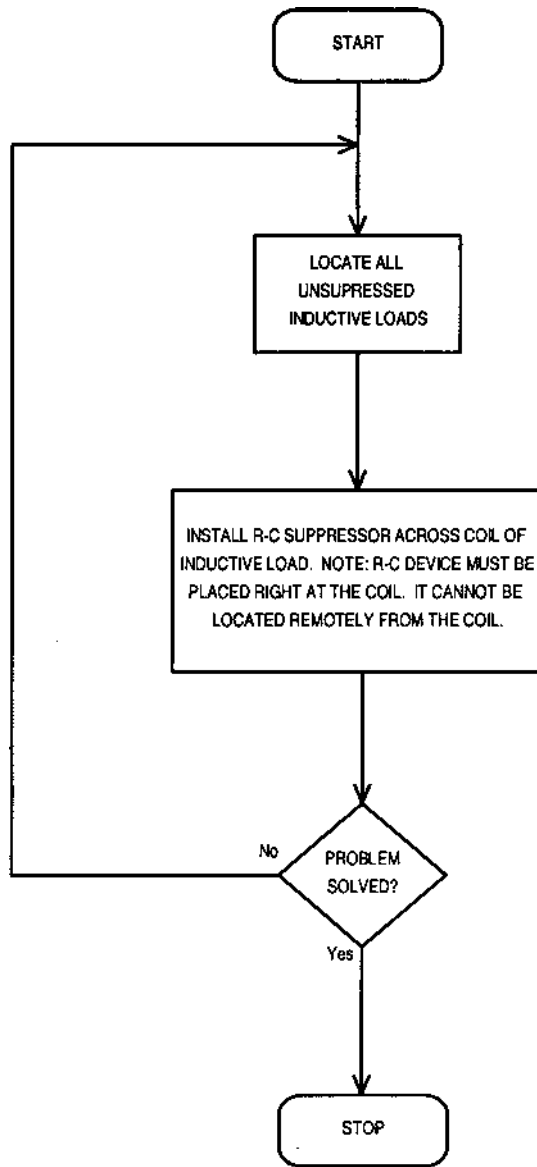 START
LOCATE ALL
UNSUPRESSED
INDUCTIVE LOADS
INSTALL R-C SUPPRESSOR ACROSS COIL OF
INDUCTIVE LOAD. NOTE: R-C DEVICE MUST BE
PLACED RIGHT AT THE COIL. IT CANNOT BE
LOCATED REMOTELY FROM THE COIL.
No
PROBLEM
SOLVED?
Yes
STOP